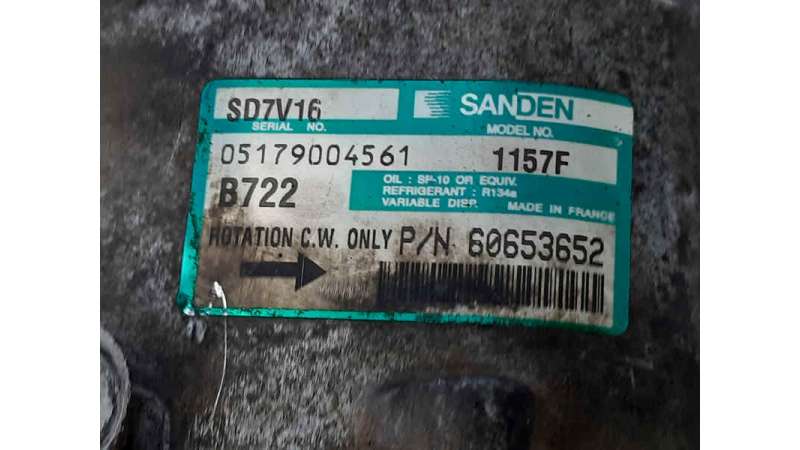 SD7V16 SANDEN
SERIAL NO. MODEL NO.
05179004561 1157F
B722 OIL : SP-10 OR EQUIV.
REFRIGERANT : R134a
VARIABLE DISP. MADE IN FRANCE
ROTATION C.W. ONLY P/N 60653652